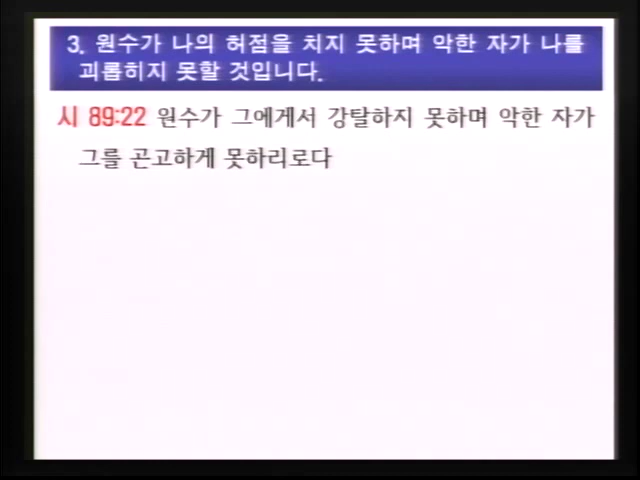 3. 원수가 나의 허점을 치지 못하며 악한 자가 나를
괴롭히지 못할 것입니다.
시 89:22 원수가 그에게서 강탈하지 못하며 악한 자가
그를 곤고하게 못하리로다